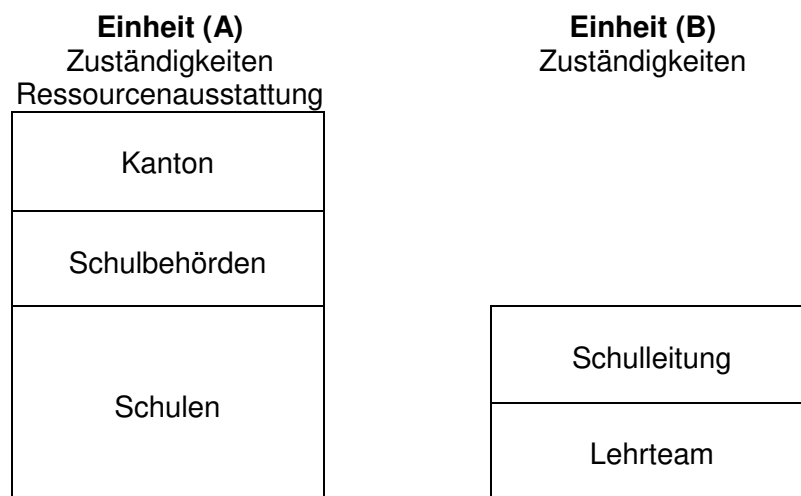 Einheit (A)
Zuständigkeiten
Ressourcenausstattung
Kanton
Schulbehörden
Schulen
Einheit (B)
Zuständigkeiten
Schulleitung
Lehrteam